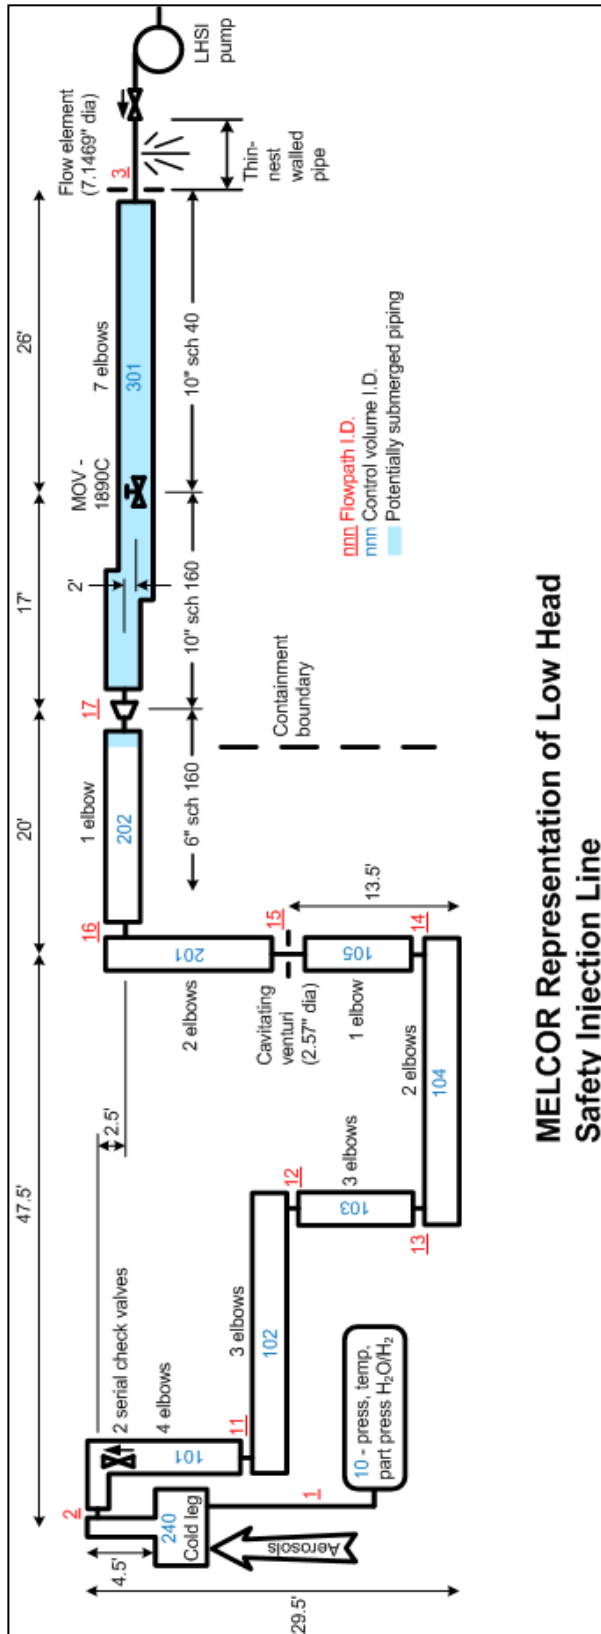 26'
17'
20'
47.5'
LHSI
pump
Flow element
(7.1469" dia)
3
Thin-
nest
walled
pipe
7 elbows
301
10" sch 40
MOV -
1890C
2'
10" sch 160
17
1 elbow
202
6" sch 160
Containment
boundary
nnn Flowpath I.D.
nnn Control volume I.D.
Potentially submerged piping
16
201
2 elbows
15
Cavitating
venturi
(2.57" dia)
105
1 elbow
13.5'
14
2 elbows
104
2.5'
12
3 elbows
103
13
3 elbows
102
2 serial check valves
4 elbows
101
11
2
240
Cold leg
1
10 - press, temp,
part press H₂O/H₂
Aerosols
4.5'
29.5'
MELCOR Representation of Low Head
Safety Injection Line